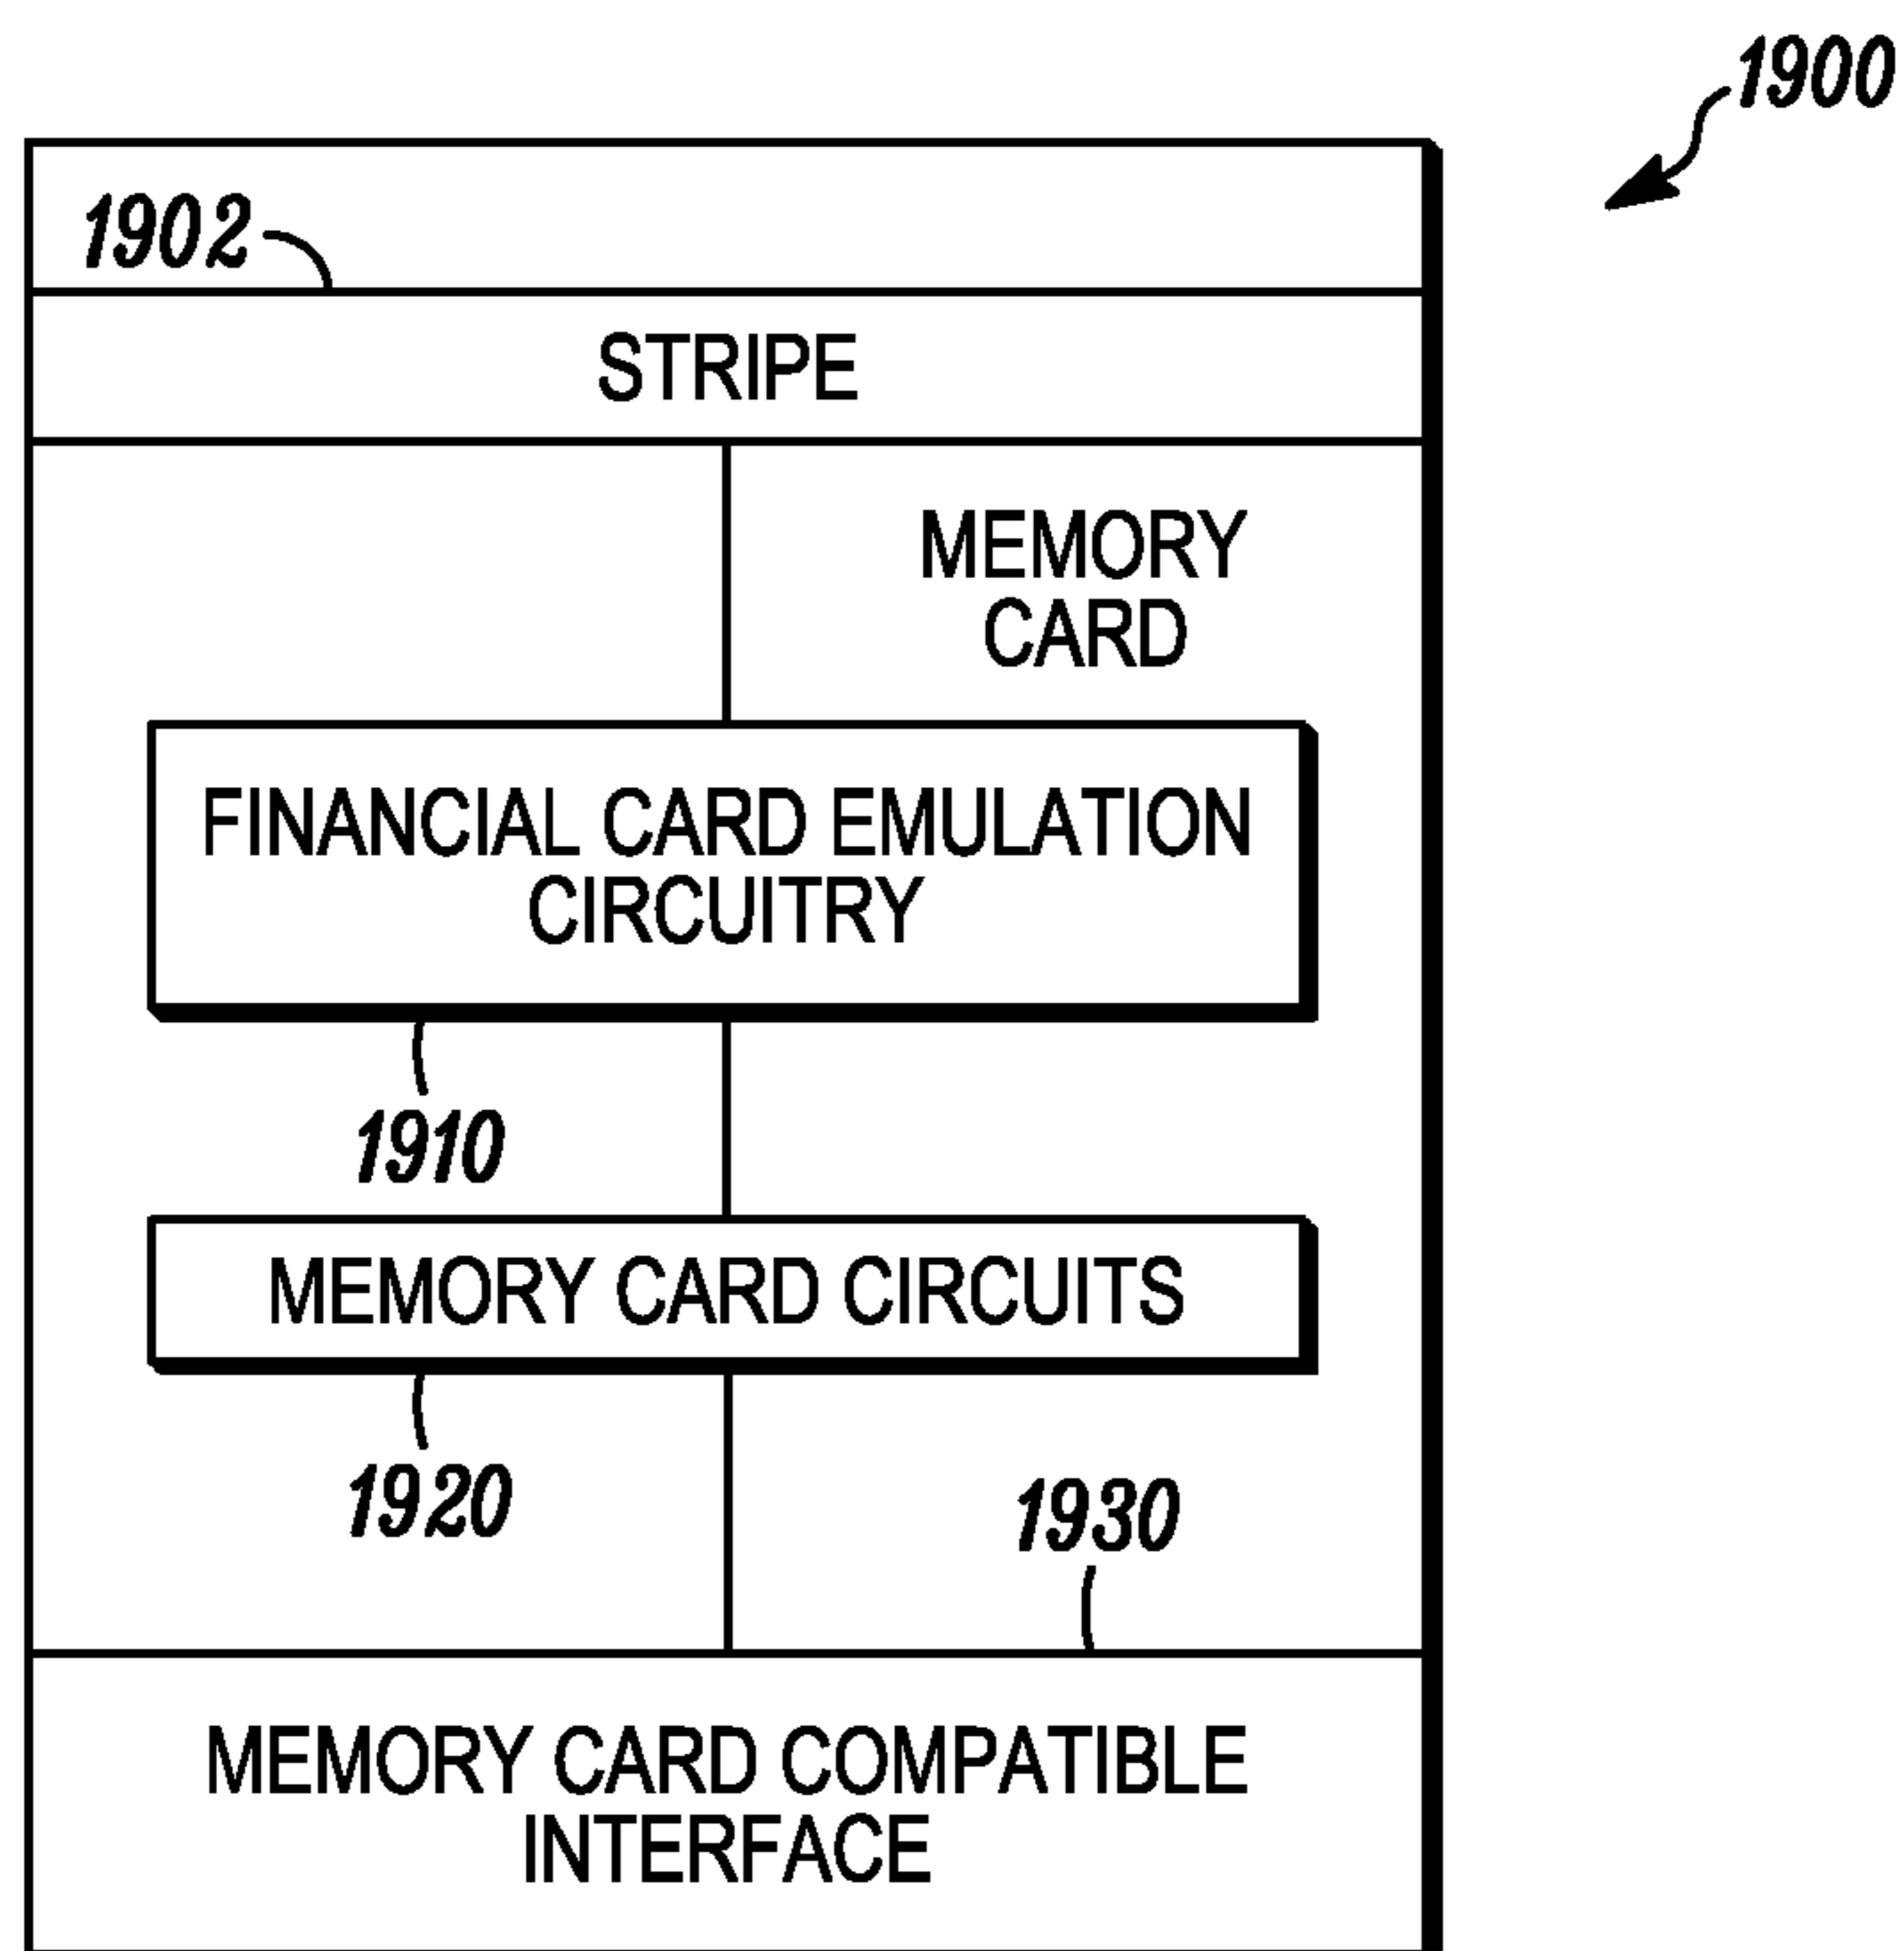 1900
1902
STRIPE
MEMORY
CARD
FINANCIAL CARD EMULATION
CIRCUITRY
1910
MEMORY CARD CIRCUITS
1920
1930
MEMORY CARD COMPATIBLE
INTERFACE